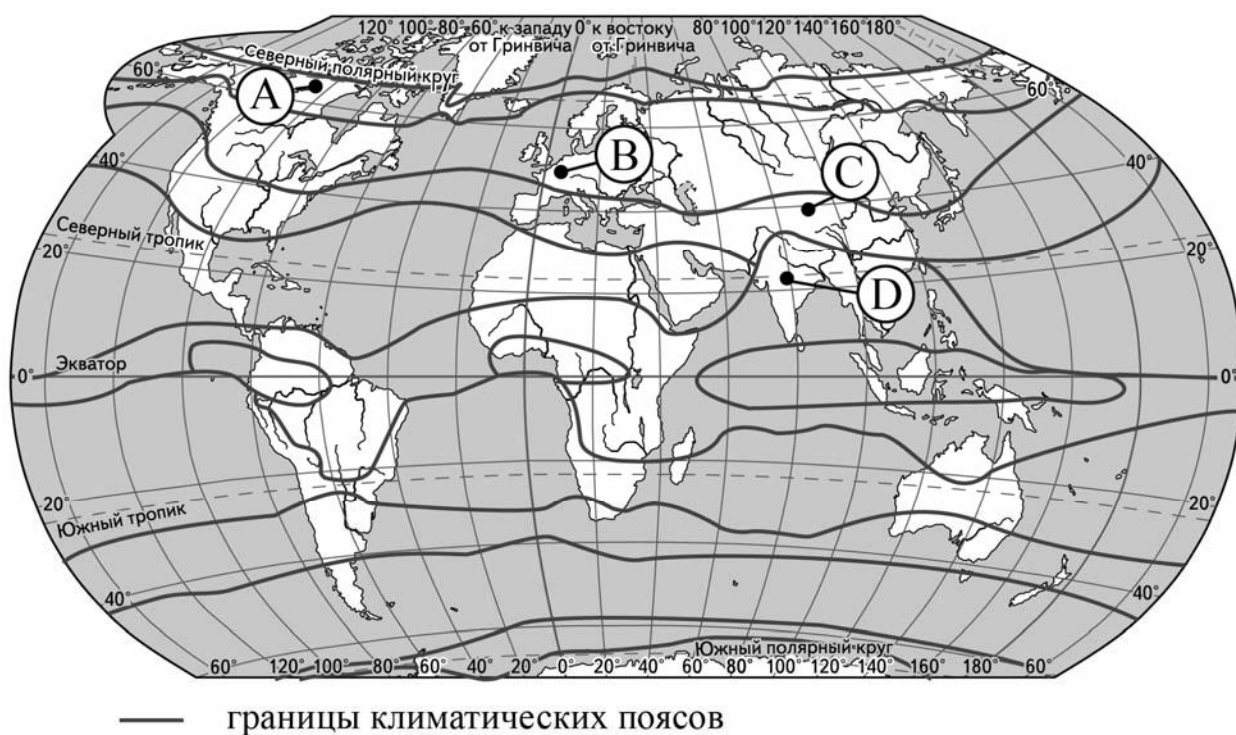 120° 100° 80° 60° к западу 0° к востоку 80° 100° 120° 140° 160° 180°
от Гринвича от Гринвича
Северный полярный круг
60° 60°
A
B
C
40° 40°
Северный тропик
20° 20°
D
Экватор
0° 0°
20° 20°
Южный тропик
40° 40°
Южный полярный круг
60° 120° 100° 80° 60° 40° 20° 0° 20° 40° 60° 80° 100° 120° 140° 160° 60°
границы климатических поясов